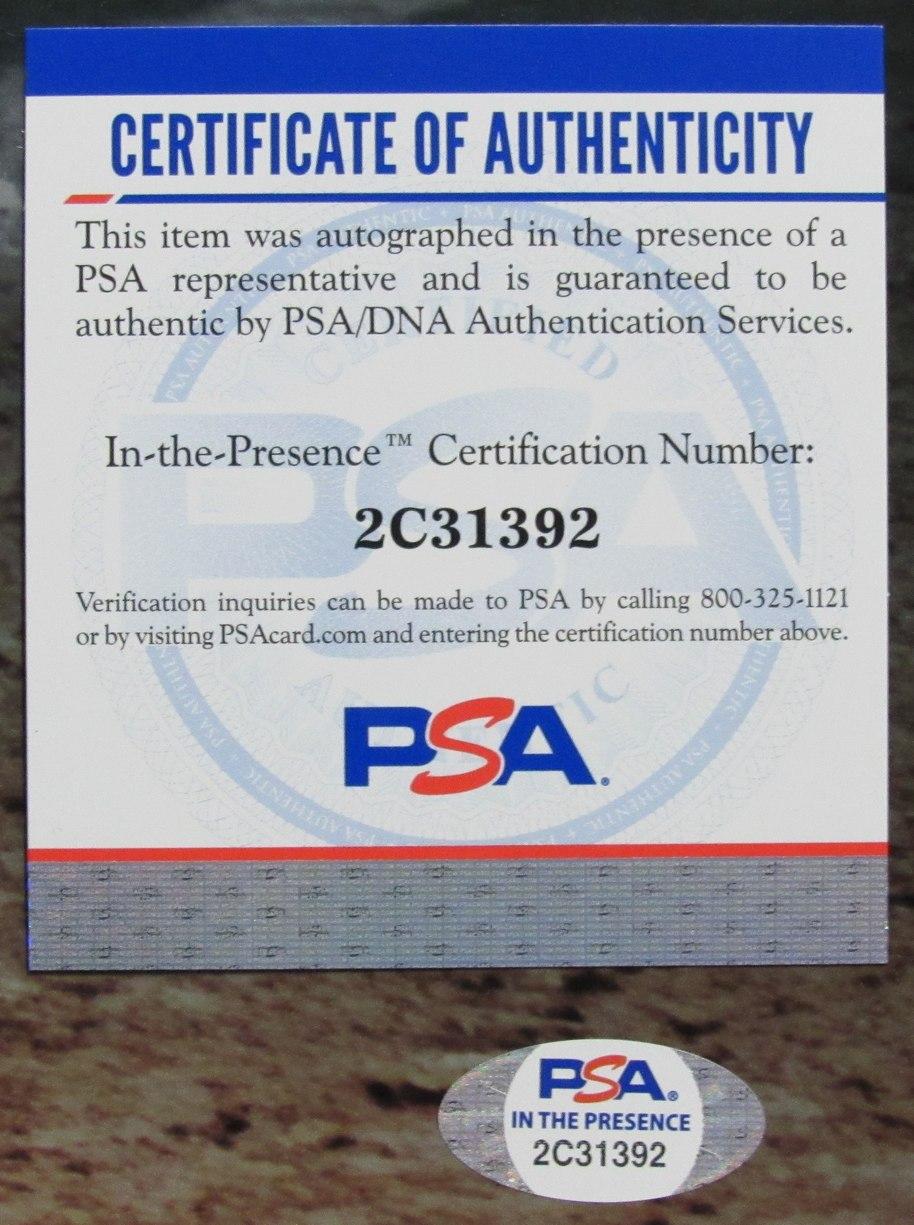 CERTIFICATE OF AUTHENTICITY
This item was autographed in the presence of a
PSA representative and is guaranteed to be
authentic by PSA/DNA Authentication Services.
In-the-Presence™ Certification Number:
2C31392
Verification inquiries can be made to PSA by calling 800-325-1121
or by visiting PSAcard.com and entering the certification number above.
PSA®
PSA®
IN THE PRESENCE
2C31392